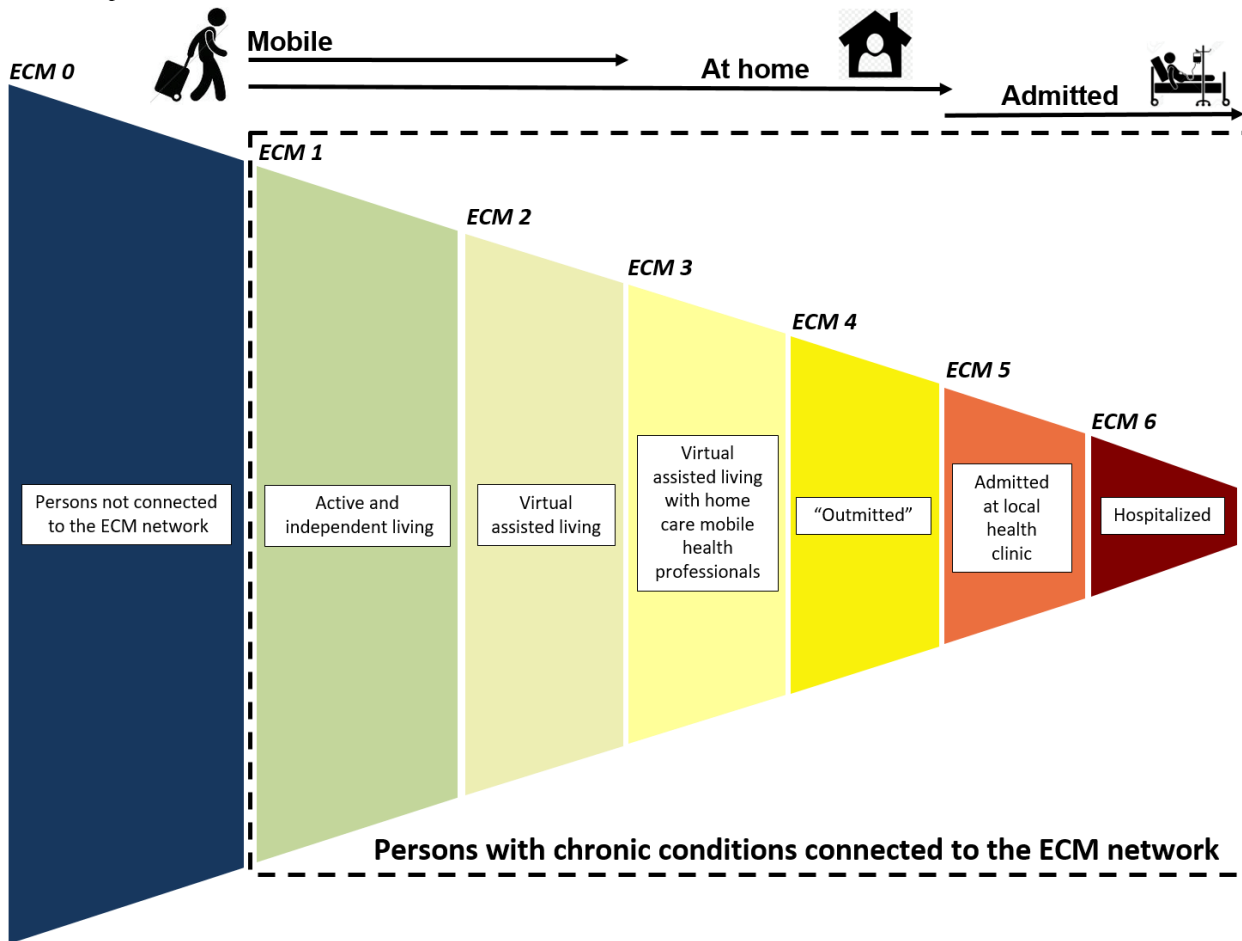 Mobile
At home
Admitted
ECM 0
ECM 1
ECM 2
ECM 3
ECM 4
ECM 5
ECM 6
Persons not connected
to the ECM network
Active and
independent living
Virtual
assisted living
Virtual
assisted living
with home
care mobile
health
professionals
“Outmitted”
Admitted
at local
health
clinic
Hospitalized
Persons with chronic conditions connected to the ECM network